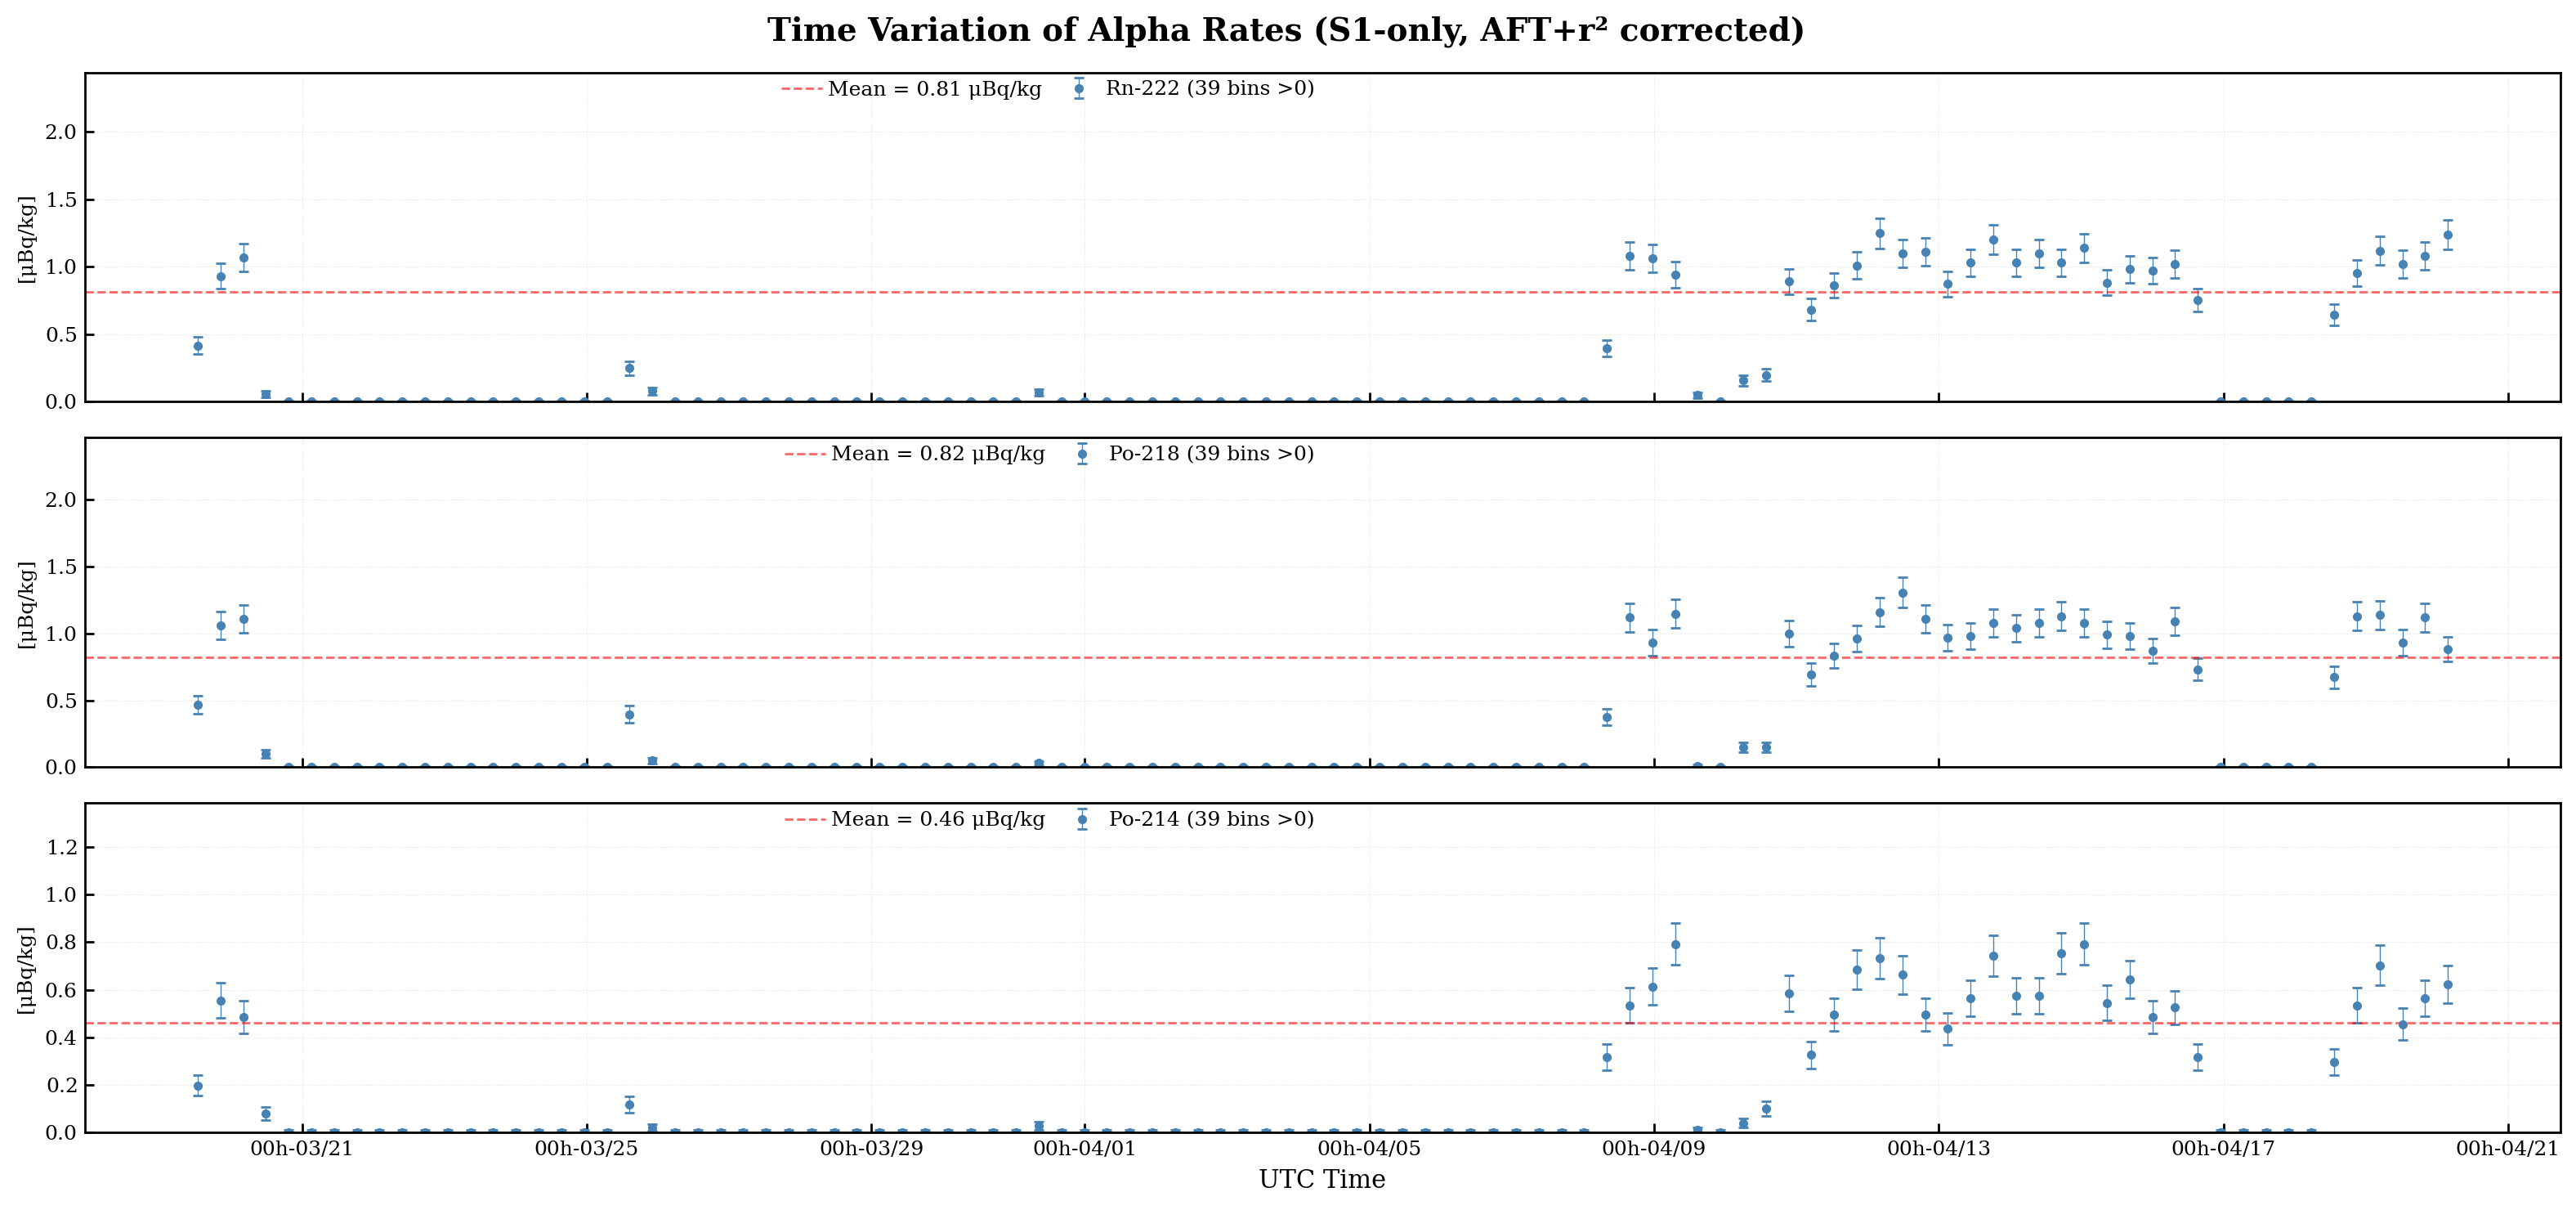 Time Variation of Alpha Rates (S1-only, AFT+r² corrected)
Mean = 0.81 μBq/kg Rn-222 (39 bins >0)
2.0
1.5
1.0
0.5
0.0
[μBq/kg]
Mean = 0.82 μBq/kg Po-218 (39 bins >0)
2.0
1.5
1.0
0.5
0.0
[μBq/kg]
Mean = 0.46 μBq/kg Po-214 (39 bins >0)
1.2
1.0
0.8
0.6
0.4
0.2
0.0
[μBq/kg]
00h-03/21 00h-03/25 00h-03/29 00h-04/01 00h-04/05 00h-04/09 00h-04/13 00h-04/17 00h-04/21
UTC Time